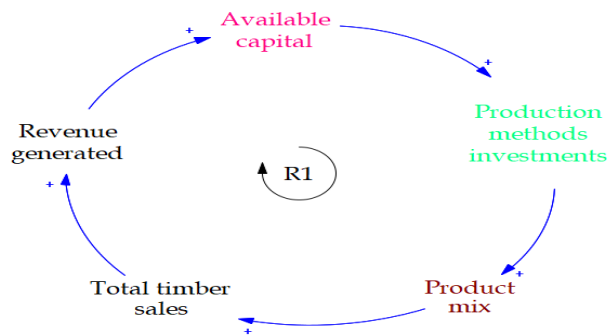 Available
capital
+
+
Production
methods
investments
Revenue
generated
R1
+
+
Product
mix
Total timber
sales
+